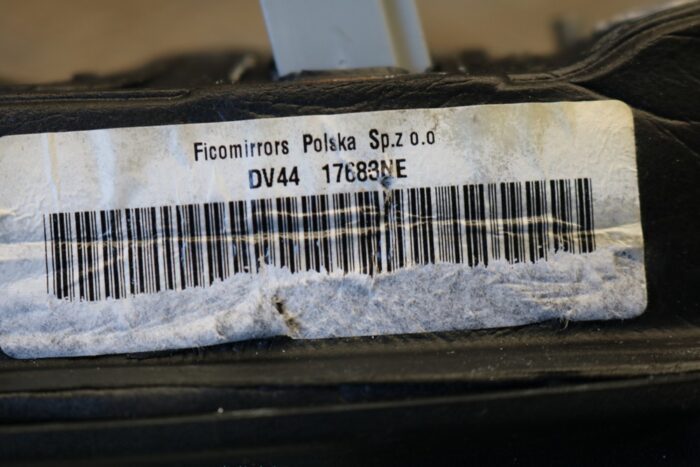 Ficomirrors Polska Sp.z o.o
DV44 17683NE